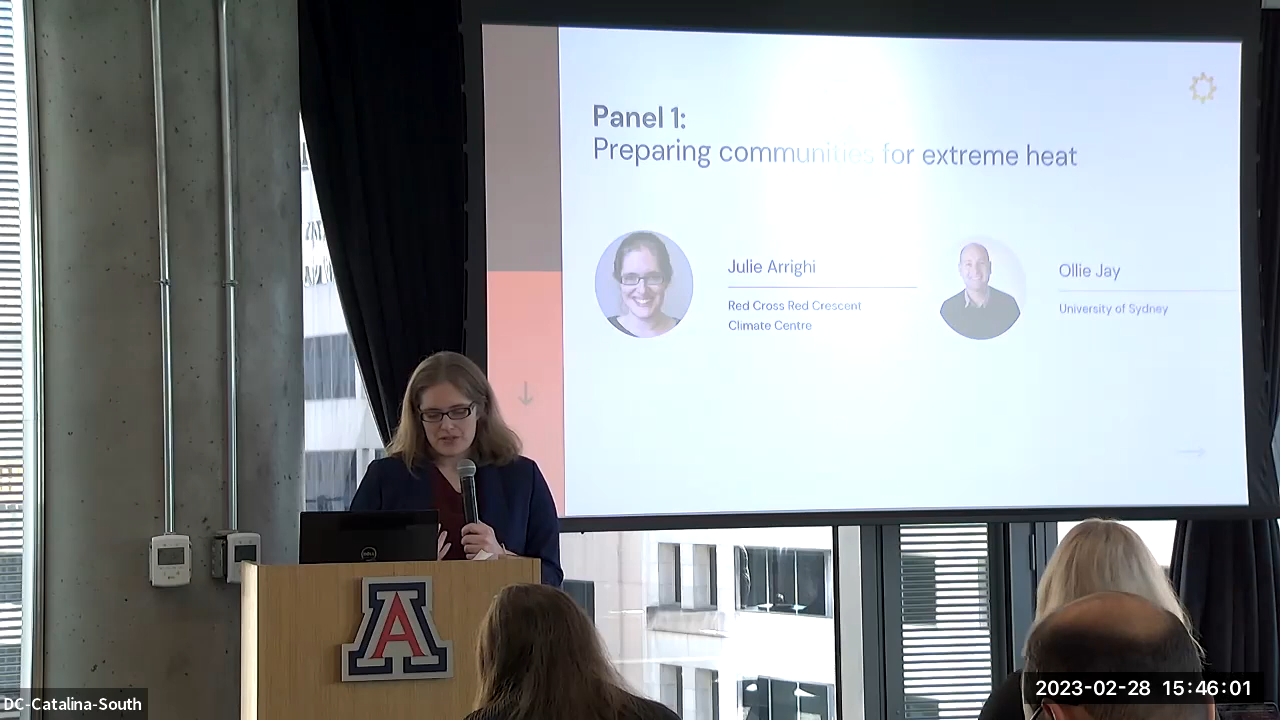 Panel 1:
Preparing communities for extreme heat
Julie Arrighi
Red Cross Red Crescent
Climate Centre
Ollie Jay
University of Sydney
DELL
A
DC-Catalina-South
2023-02-28 15:46:01